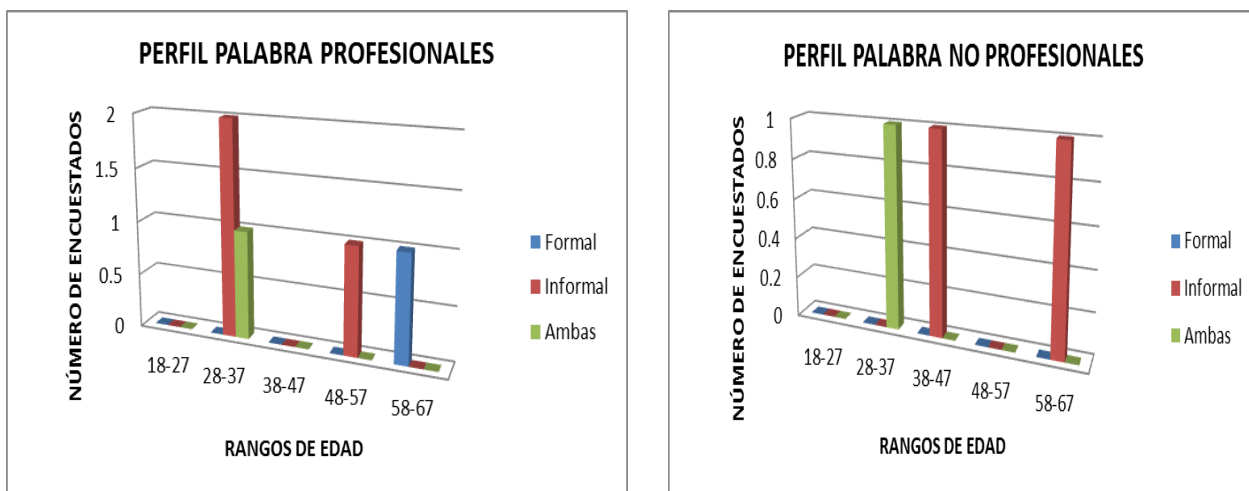 PERFIL PALABRA PROFESIONALES
NÚMERO DE ENCUESTADOS
2
1.5
1
0.5
0
18-27
28-37
38-47
48-57
58-67
RANGOS DE EDAD
Formal
Informal
Ambas
PERFIL PALABRA NO PROFESIONALES
NÚMERO DE ENCUESTADOS
1
0.8
0.6
0.4
0.2
0
18-27
28-37
38-47
48-57
58-67
RANGOS DE EDAD
Formal
Informal
Ambas